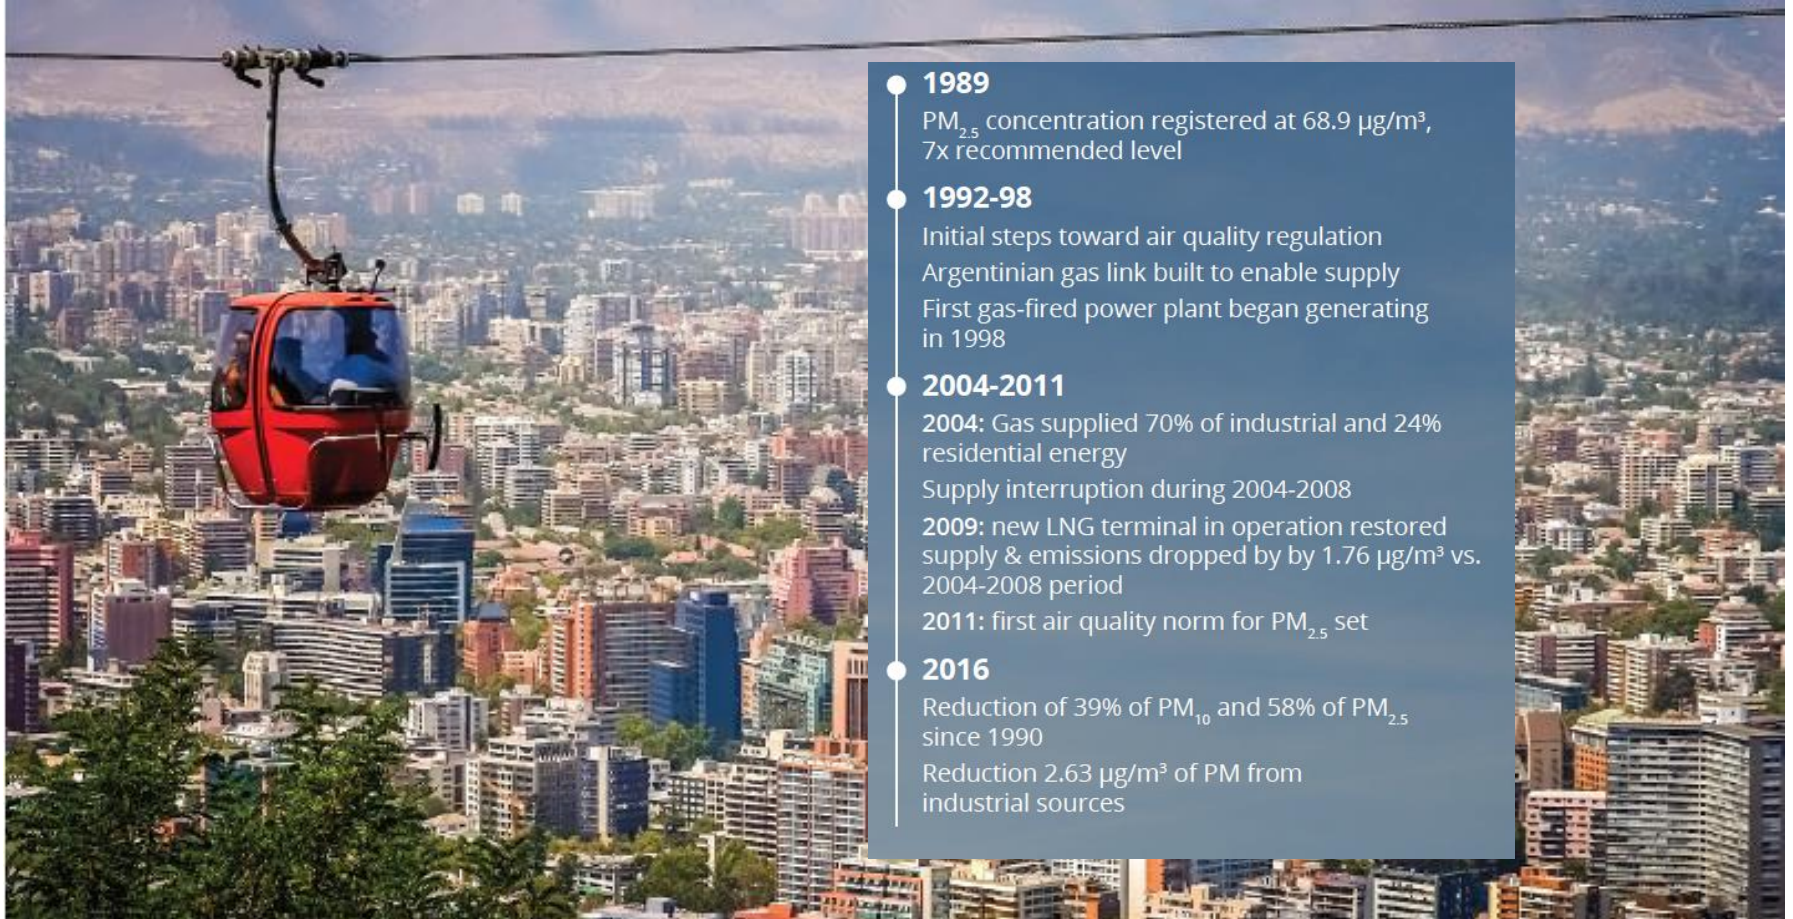 1989
PM2.5 concentration registered at 68.9 µg/m³,
7x recommended level
1992-98
Initial steps toward air quality regulation
Argentinian gas link built to enable supply
First gas-fired power plant began generating
in 1998
2004-2011
2004: Gas supplied 70% of industrial and 24%
residential energy
Supply interruption during 2004-2008
2009: new LNG terminal in operation restored
supply & emissions dropped by by 1.76 µg/m³ vs.
2004-2008 period
2011: first air quality norm for PM2.5 set
2016
Reduction of 39% of PM10 and 58% of PM2.5
since 1990
Reduction 2.63 µg/m³ of PM from
industrial sources